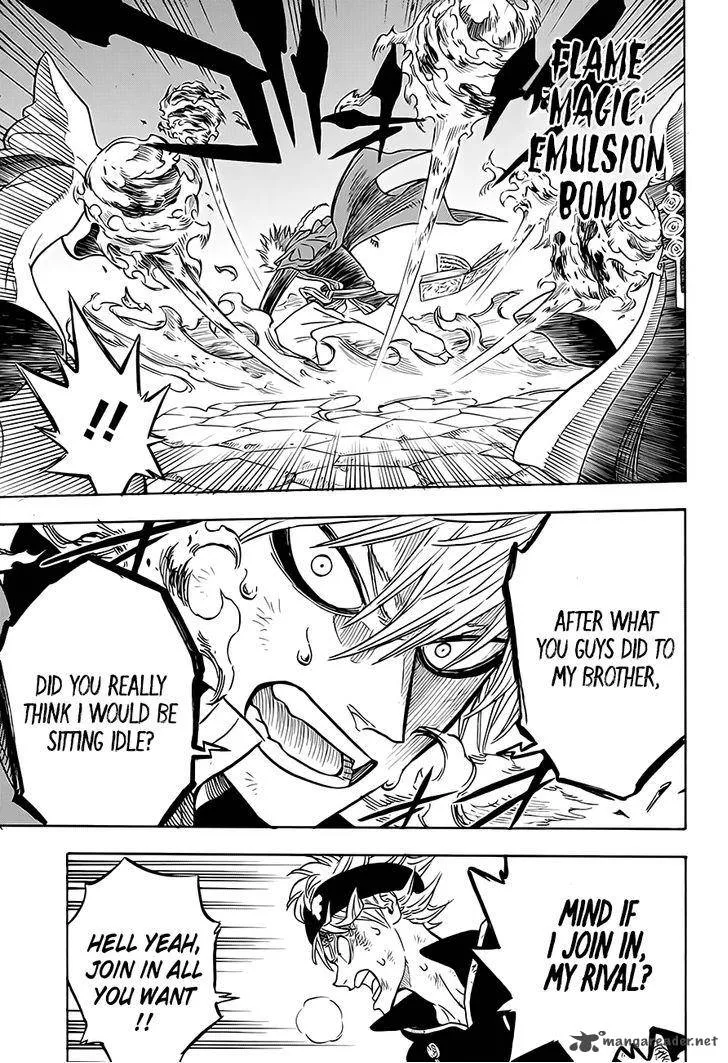 FLAME
MAGIC:
EMULSION
BOMB
!!
AFTER WHAT
YOU GUYS DID TO
MY BROTHER,
DID YOU REALLY
THINK I WOULD BE
SITTING IDLE?
MIND IF
I JOIN IN,
MY RIVAL?
HELL YEAH,
JOIN IN ALL
YOU WANT
!!
mangareader.net